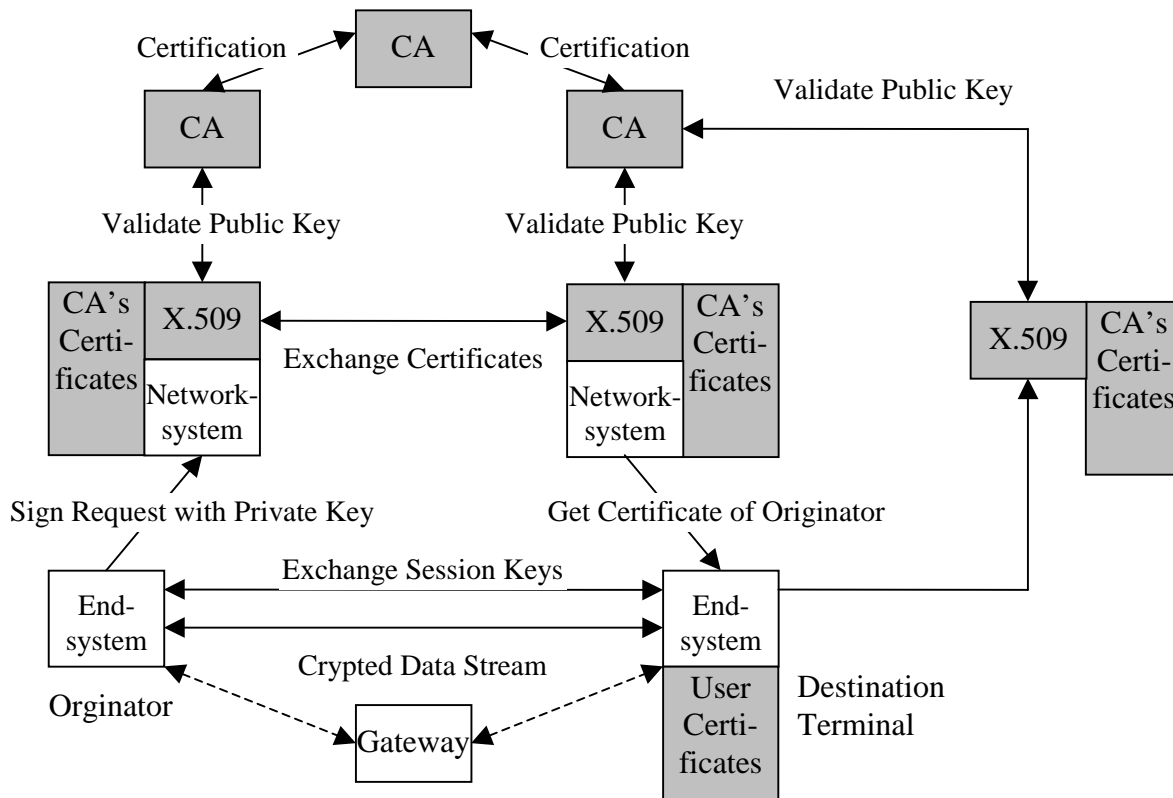 Certification
CA
Certification
CA
CA
Validate Public Key
Validate Public Key
Validate Public Key
CA's
Certi-
ficates
X.509
Exchange Certificates
X.509
CA's
Certi-
ficates
X.509
CA's
Certi-
ficates
Network-
system
Network-
system
Sign Request with Private Key
Get Certificate of Originator
Exchange Session Keys
End-
system
End-
system
Crypted Data Stream
Orginator
Gateway
User
Certi-
ficates
Destination
Terminal